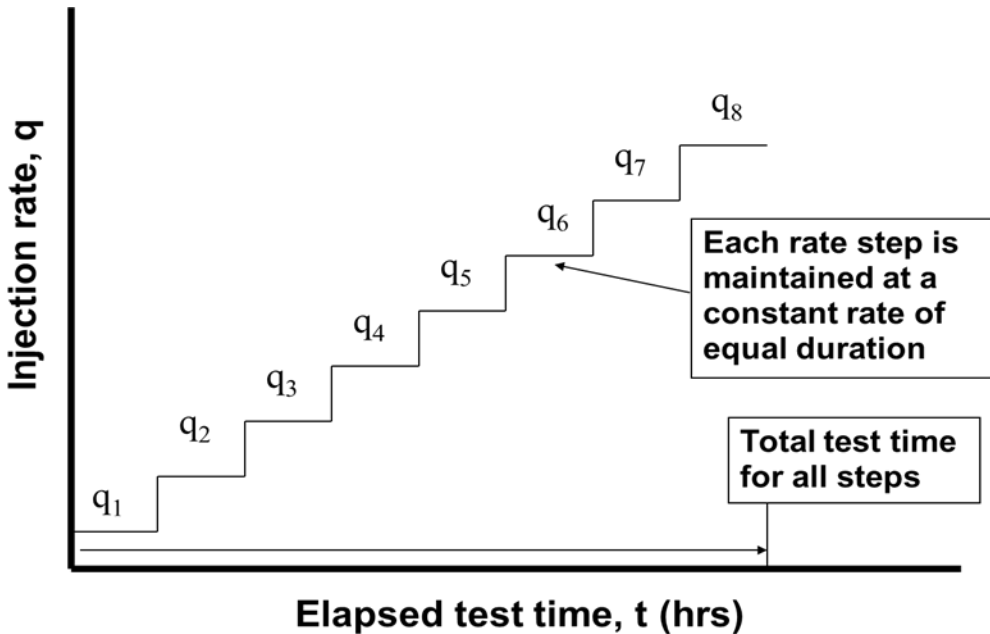 Injection rate, q
q₈
q₇
q₆
q₅
q₄
q₃
q₂
q₁
Each rate step is
maintained at a
constant rate of
equal duration
Total test time
for all steps
Elapsed test time, t (hrs)